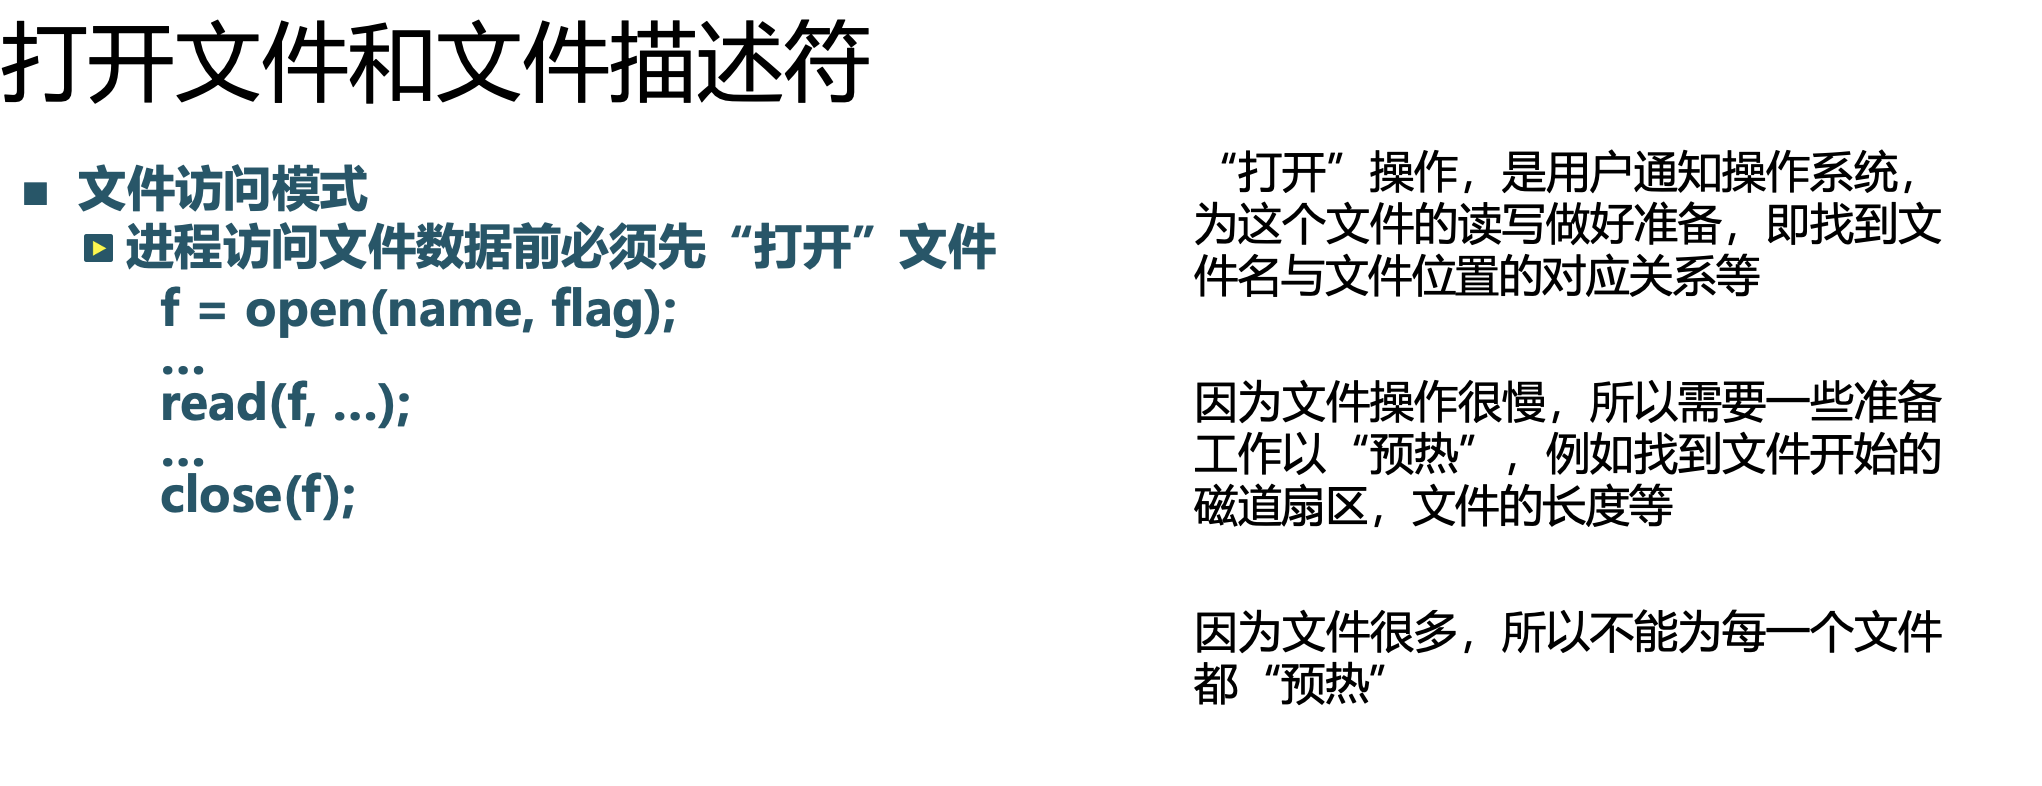 打开文件和文件描述符
文件访问模式
进程访问文件数据前必须先“打开”文件
f = open(name, flag);
…
read(f, …);
…
close(f);
“打开”操作，是用户通知操作系统，
为这个文件的读写做好准备，即找到文
件名与文件位置的对应关系等
因为文件操作很慢，所以需要一些准备
工作以“预热”，例如找到文件开始的
磁道扇区，文件的长度等
因为文件很多，所以不能为每一个文件
都“预热”